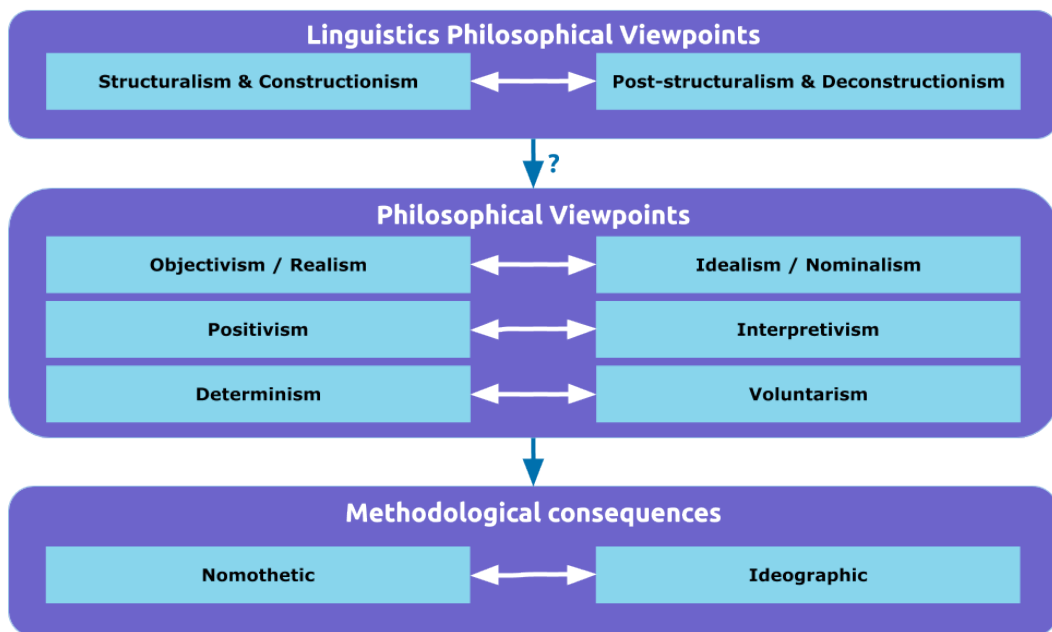 Linguistics Philosophical Viewpoints
Structuralism & Constructionism
Post-structuralism & Deconstructionism
?
Philosophical Viewpoints
Objectivism / Realism
Idealism / Nominalism
Positivism
Interpretivism
Determinism
Voluntarism
Methodological consequences
Nomothetic
Ideographic